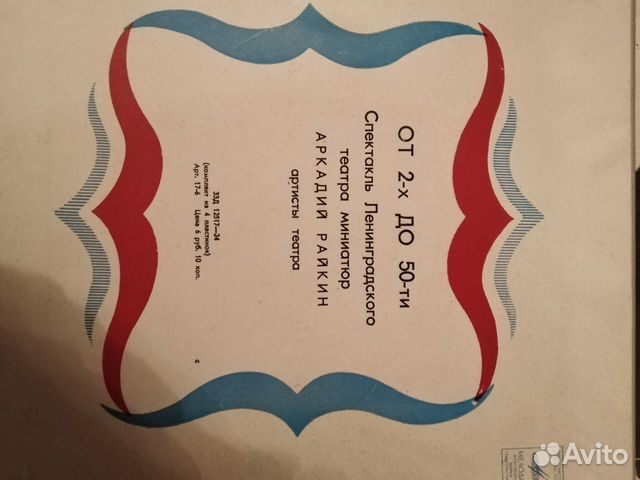 ОТ 2-х ДО 50-ти
Спектакль Ленинградского
театра миниатюр
АРКАДИЙ РАЙКИН
артисты театра
33Д 12517—24
(комплект из 4 пластинок)
Арт. 17-6 Цена 6 руб. 10 коп.
с
Avito